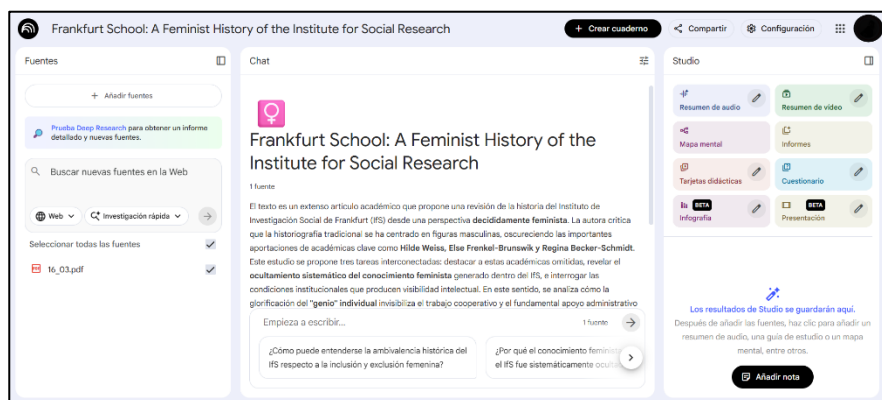 Frankfurt School: A Feminist History of the Institute for Social Research
+ Crear cuaderno
Compartir
Configuración
Fuentes
+ Añadir fuentes
Prueba Deep Research para obtener un informe
detallado y nuevas fuentes.
Buscar nuevas fuentes en la Web
Web
Investigación rápida
Seleccionar todas las fuentes
16_03.pdf
Chat
Frankfurt School: A Feminist History of the
Institute for Social Research
1 fuente
El texto es un extenso artículo académico que propone una revisión de la historia del Instituto de
Investigación Social de Frankfurt (IfS) desde una perspectiva decididamente feminista. La autora critica
que la historiografía tradicional se ha centrado en figuras masculinas, oscureciendo las importantes
aportaciones de académicas clave como Hilde Weiss, Else Frenkel-Brunswik y Regina Becker-Schmidt.
Este estudio se propone tres tareas interconectadas: destacar a estas académicas omitidas, revelar el
ocultamiento sistemático del conocimiento feminista generado dentro del IfS, e interrogar las
condiciones institucionales que producen visibilidad intelectual. En este sentido, se analiza cómo la
glorificación del "genio" individual invisibiliza el trabajo cooperativo y el fundamental apoyo administrativo
Empieza a escribir...
1 fuente
¿Cómo puede entenderse la ambivalencia histórica del
IfS respecto a la inclusión y exclusión femenina?
¿Por qué el conocimiento
el IfS fue sistemáticamente
Studio
Resumen de audio
Resumen de vídeo
Mapa mental
Informes
Tarjetas didácticas
Cuestionario
BETA
Infografía
BETA
Presentación
Los resultados de Studio se guardarán aquí.
Después de añadir las fuentes, haz clic para añadir un
resumen de audio, una guía de estudio o un mapa
mental, entre otros.
Añadir nota